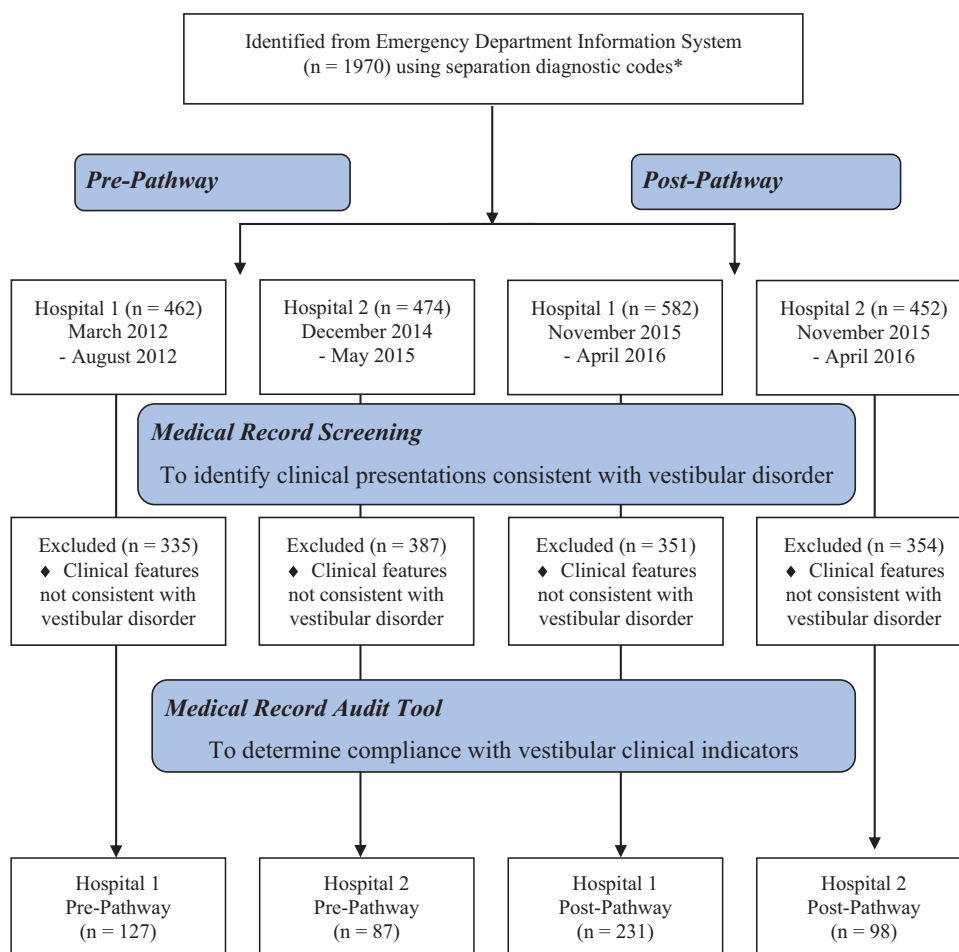 Identified from Emergency Department Information System
(n = 1970) using separation diagnostic codes*
Pre-Pathway
Post-Pathway
Hospital 1 (n = 462)
March 2012
- August 2012
Hospital 2 (n = 474)
December 2014
- May 2015
Hospital 1 (n = 582)
November 2015
- April 2016
Hospital 2 (n = 452)
November 2015
- April 2016
Medical Record Screening
To identify clinical presentations consistent with vestibular disorder
Excluded (n = 335)
♦ Clinical features
not consistent with
vestibular disorder
Excluded (n = 387)
♦ Clinical features
not consistent with
vestibular disorder
Excluded (n = 351)
♦ Clinical features
not consistent with
vestibular disorder
Excluded (n = 354)
♦ Clinical features
not consistent with
vestibular disorder
Medical Record Audit Tool
To determine compliance with vestibular clinical indicators
Hospital 1
Pre-Pathway
(n = 127)
Hospital 2
Pre-Pathway
(n = 87)
Hospital 1
Post-Pathway
(n = 231)
Hospital 2
Post-Pathway
(n = 98)